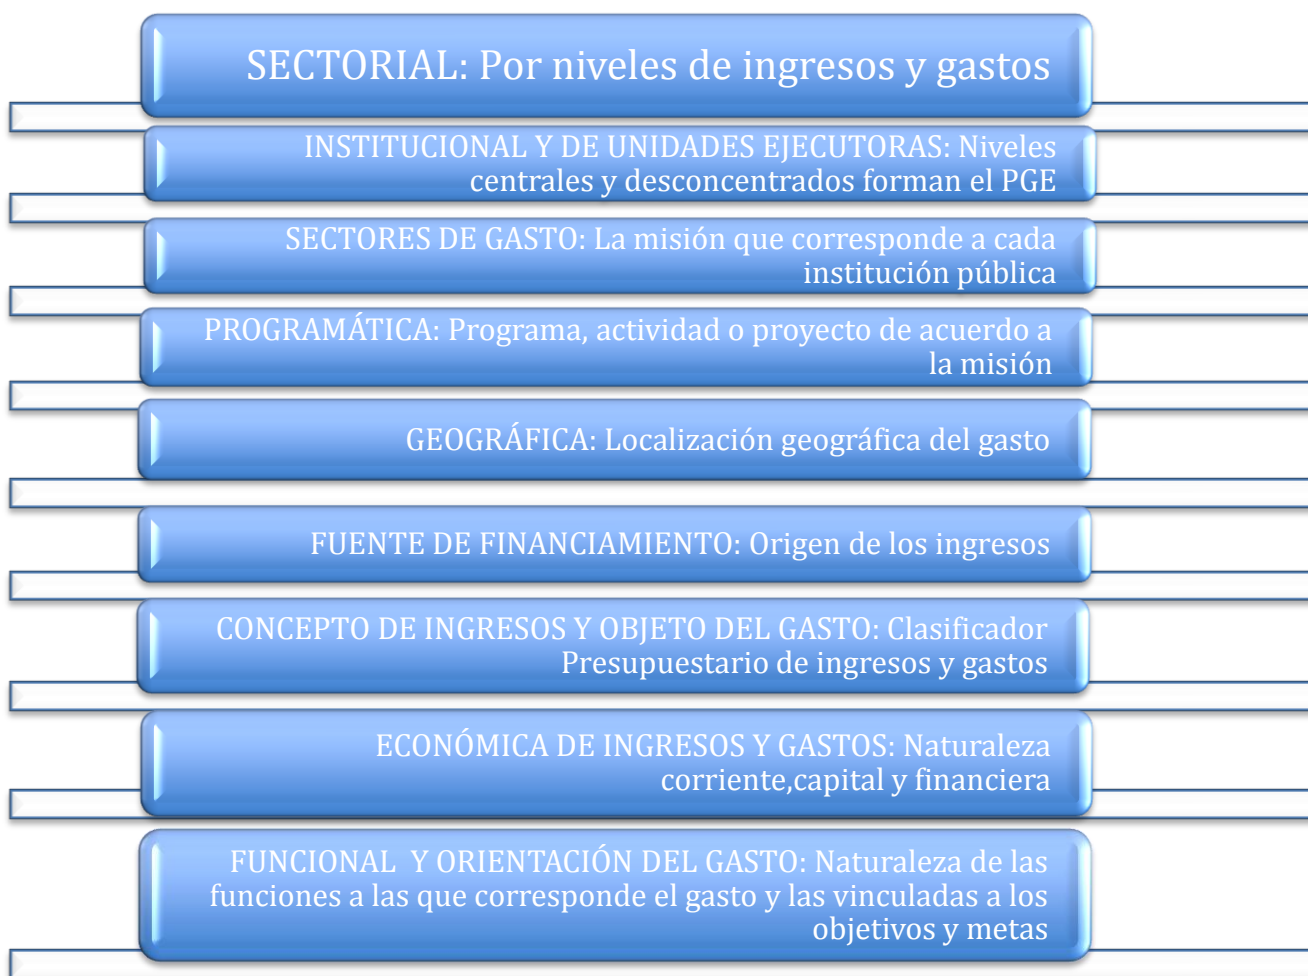 SECTORIAL: Por niveles de ingresos y gastos
INSTITUCIONAL Y DE UNIDADES EJECUTORAS: Niveles
centrales y desconcentrados forman el PGE
SECTORES DE GASTO: La misión que corresponde a cada
institución pública
PROGRAMÁTICA: Programa, actividad o proyecto de acuerdo a
la misión
GEOGRÁFICA: Localización geográfica del gasto
FUENTE DE FINANCIAMIENTO: Origen de los ingresos
CONCEPTO DE INGRESOS Y OBJETO DEL GASTO: Clasificador
Presupuestario de ingresos y gastos
ECONÓMICA DE INGRESOS Y GASTOS: Naturaleza
corriente,capital y financiera
FUNCIONAL  Y ORIENTACIÓN DEL GASTO: Naturaleza de las
funciones a las que corresponde el gasto y las vinculadas a los
objetivos y metas